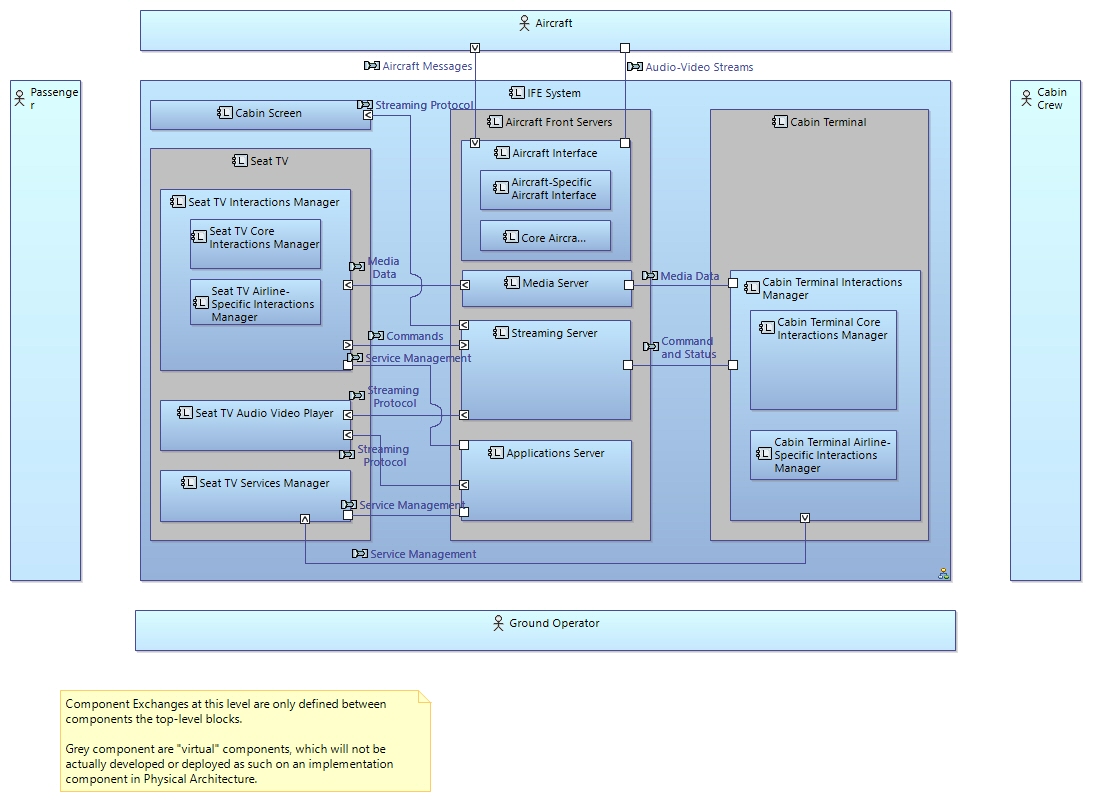 Aircraft
Aircraft Messages
Audio-Video Streams
Passenge
r
Cabin
Crew
IFE System
Cabin Screen
Streaming Protocol
Aircraft Front Servers
Cabin Terminal
Seat TV
Aircraft Interface
Aircraft-Specific
Aircraft Interface
Core Aircra...
Seat TV Interactions Manager
Seat TV Core
Interactions Manager
Seat TV Airline-
Specific Interactions
Manager
Media
Data
Media Server
Media Data
Cabin Terminal Interactions
Manager
Cabin Terminal Core
Interactions Manager
Commands
Streaming Server
Command
and Status
Service Management
Streaming
Protocol
Seat TV Audio Video Player
Streaming
Protocol
Applications Server
Cabin Terminal Airline-
Specific Interactions
Manager
Seat TV Services Manager
Service Management
Service Management
Ground Operator
Component Exchanges at this level are only defined between
components the top-level blocks.
Grey component are "virtual" components, which will not be
actually developed or deployed as such on an implementation
component in Physical Architecture.